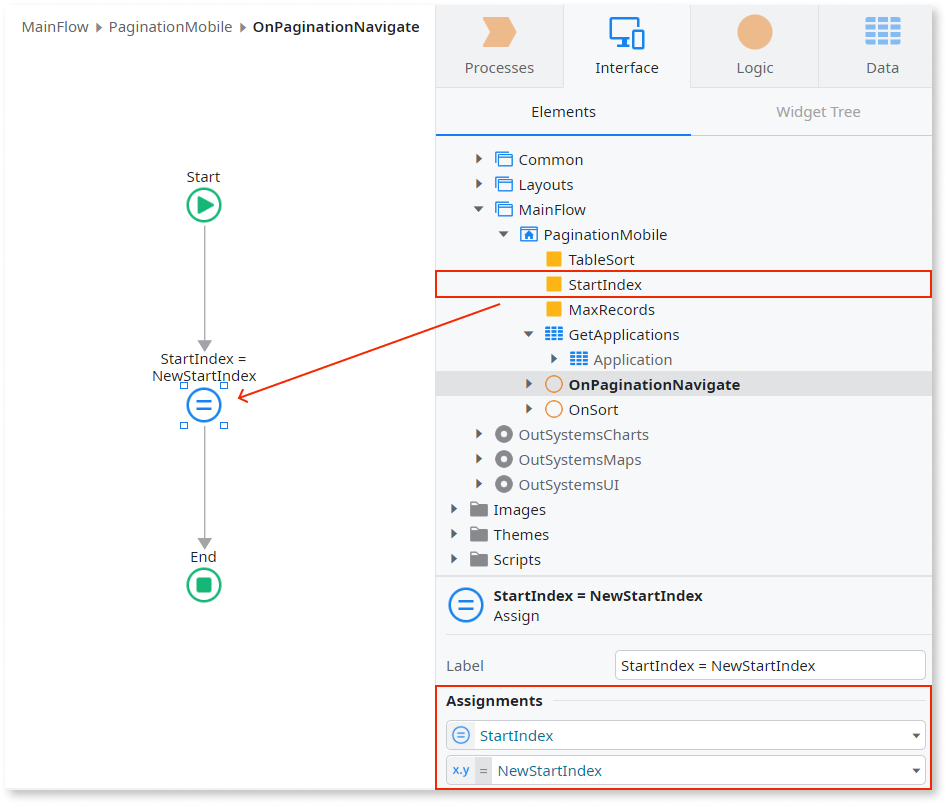 MainFlow PaginationMobile OnPaginationNavigate
Start
StartIndex =
NewStartIndex
End
Processes
Interface
Logic
Data
Elements
Widget Tree
Common
Layouts
MainFlow
PaginationMobile
TableSort
StartIndex
MaxRecords
GetApplications
Application
OnPaginationNavigate
OnSort
OutSystemsCharts
OutSystemsMaps
OutSystemsUI
Images
Themes
Scripts
StartIndex = NewStartIndex
Assign
Label StartIndex = NewStartIndex
Assignments
StartIndex
x.y = NewStartIndex